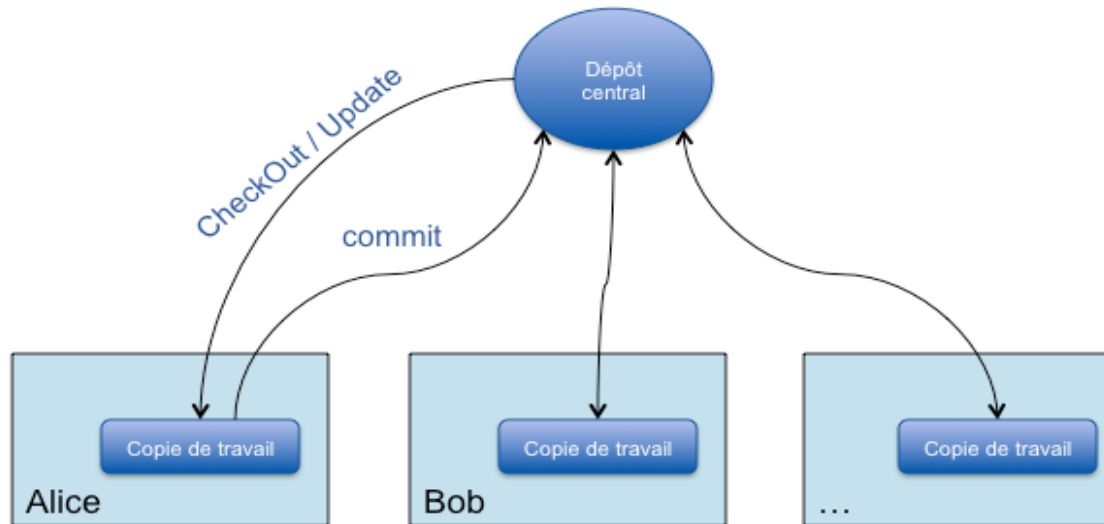 Dépôt
central
CheckOut / Update
commit
Copie de travail
Copie de travail
Copie de travail
Alice
Bob
...